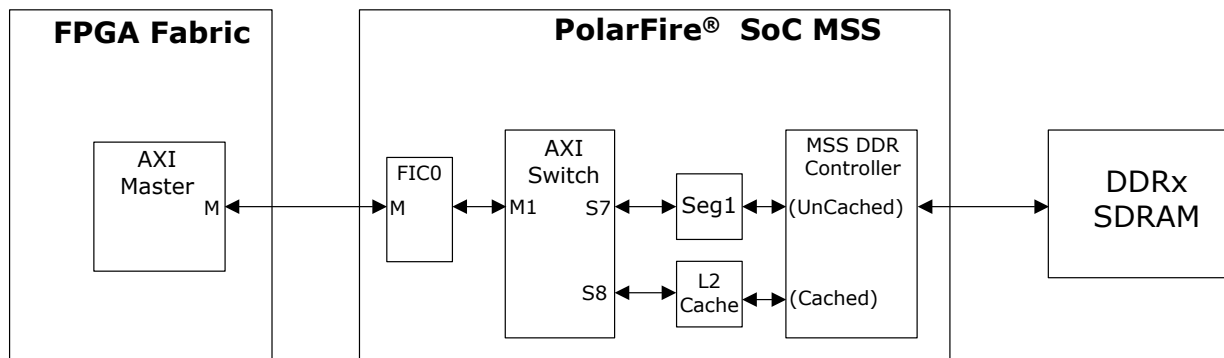 FPGA Fabric
PolarFire® SoC MSS
AXI
Master
M
FIC0
M
AXI
Switch
M1
S7
S8
Seg1
L2
Cache
MSS DDR
Controller
(UnCached)
(Cached)
DDRx
SDRAM